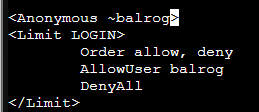 <Anonymous ~balrog>
<Limit LOGIN>
Order allow, deny
AllowUser balrog
DenyAll
</Limit>